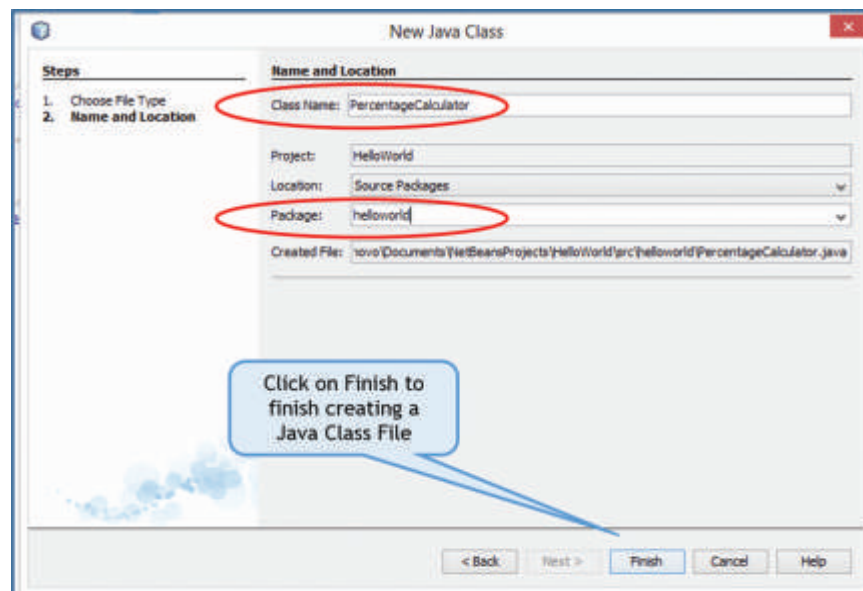 New Java Class
Steps
1. Choose File Type
2. Name and Location
Name and Location
Class Name: PercentageCalculator
Project: HelloWorld
Location: Source Packages
Package: helloworld
Created File: ovo\Documents\NetBeansProjects\HelloWorld\src\helloworld\PercentageCalculator.java
Click on Finish to
finish creating a
Java Class File
< Back Next > Finish Cancel Help